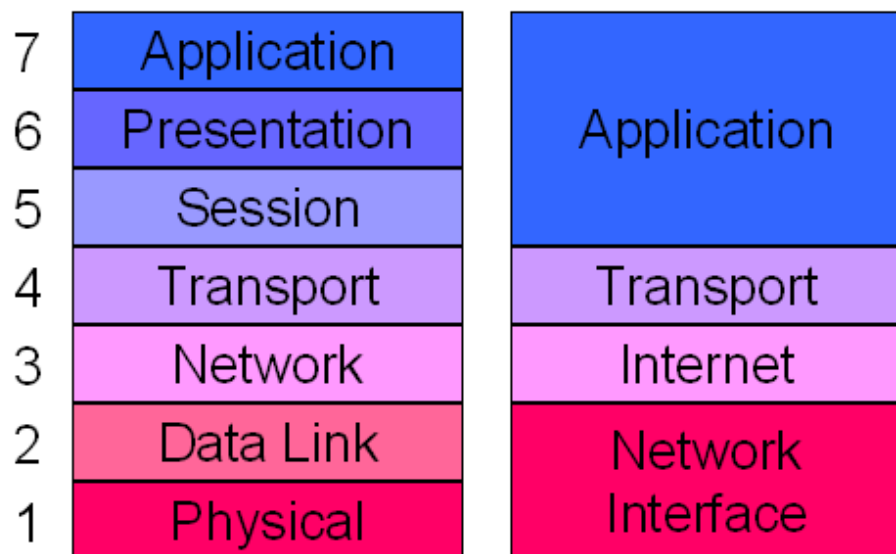 7 Application
6 Presentation
5 Session
4 Transport
3 Network
2 Data Link
1 Physical
Application
Transport
Internet
Network
Interface